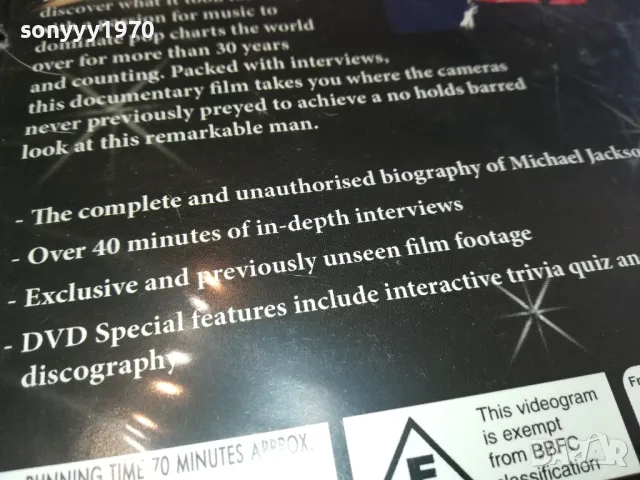 sonyyy1970
discover what it took
passion for music to
dominate pop charts the world
over for more than 30 years
and counting. Packed with interviews,
this documentary film takes you where the cameras
never previously preyed to achieve a no holds barred
look at this remarkable man.
- The complete and unauthorised biography of Michael Jackso
- Over 40 minutes of in-depth interviews
- Exclusive and previously unseen film footage
- DVD Special features include interactive trivia quiz an
discography
RUNNING TIME 70 MINUTES APPROX.
E
This videogram
is exempt
from BBFC
classification
Fr